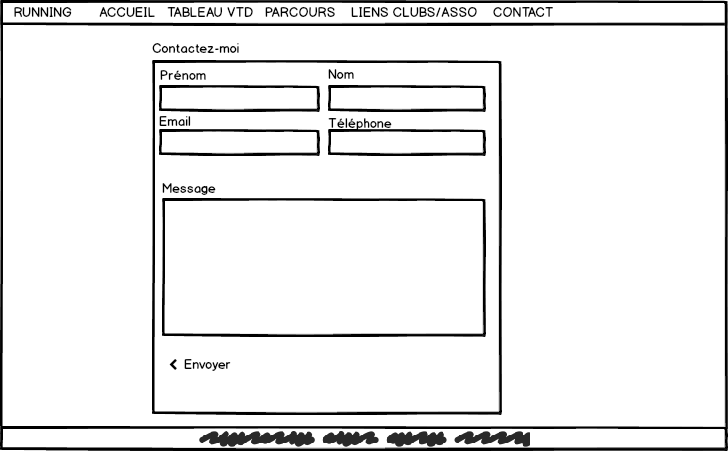 RUNNING ACCUEIL TABLEAU VTD PARCOURS LIENS CLUBS/ASSO CONTACT
Contactez-moi
Prénom Nom
Email Téléphone
Message
Envoyer